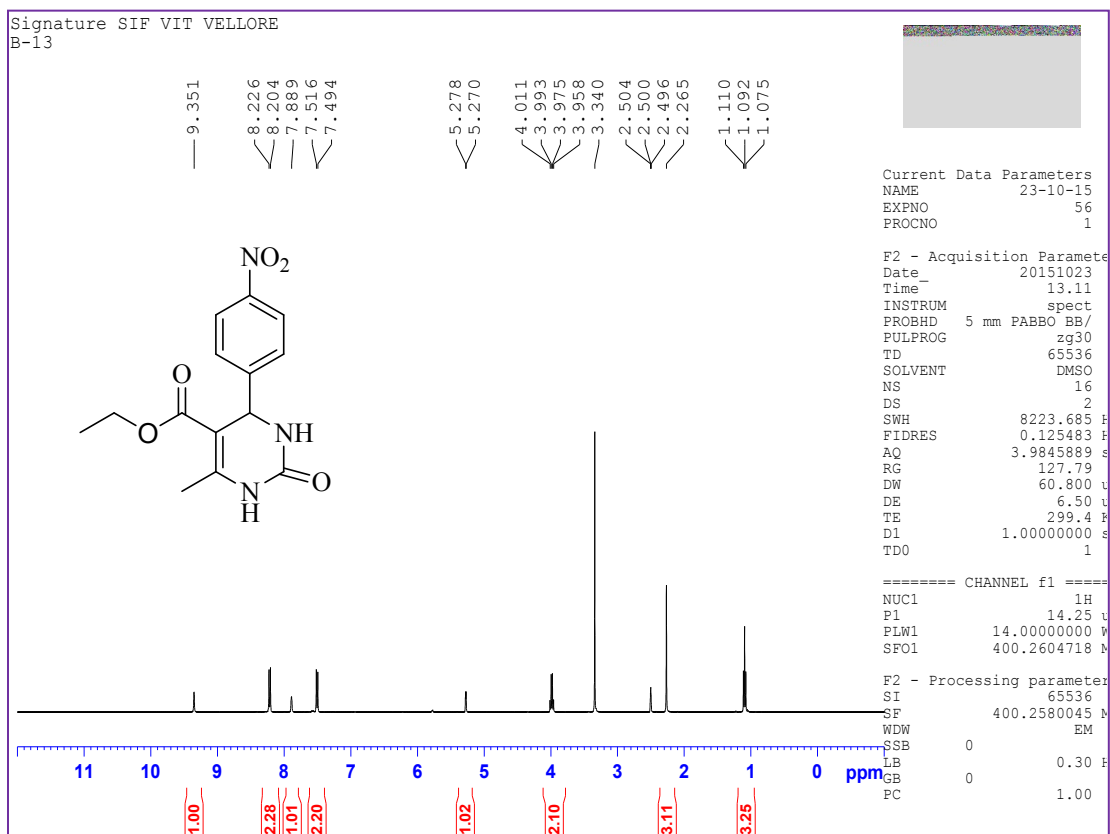 Signature SIF VIT VELLORE
B-13
9.351
8.226
8.204
7.889
7.516
7.494
5.278
5.270
4.011
3.993
3.975
3.958
3.340
2.504
2.500
2.496
2.265
1.110
1.092
1.075
Current Data Parameters
NAME 23-10-15
EXPNO 56
PROCNO 1
F2 - Acquisition Paramete
Date_ 20151023
Time 13.11
INSTRUM spect
PROBHD 5 mm PABBO BB/
PULPROG zg30
TD 65536
SOLVENT DMSO
NS 16
DS 2
SWH 8223.685 H
FIDRES 0.125483 H
AQ 3.9845889 s
RG 127.79
DW 60.800 u
DE 6.50 u
TE 299.4 K
D1 1.00000000 s
TD0 1
======== CHANNEL f1 =====
NUC1 1H
P1 14.25 u
PLW1 14.00000000 W
SFO1 400.2604718 M
F2 - Processing parameter
SI 65536
SF 400.2580045 M
WDW EM
SSB 0
LB 0.30 H
GB 0
PC 1.00
NO2
O
O
NH
N
H
O
11 10 9 8 7 6 5 4 3 2 1 0 ppm
1.00
2.28
1.01
2.20
1.02
2.10
3.11
3.25